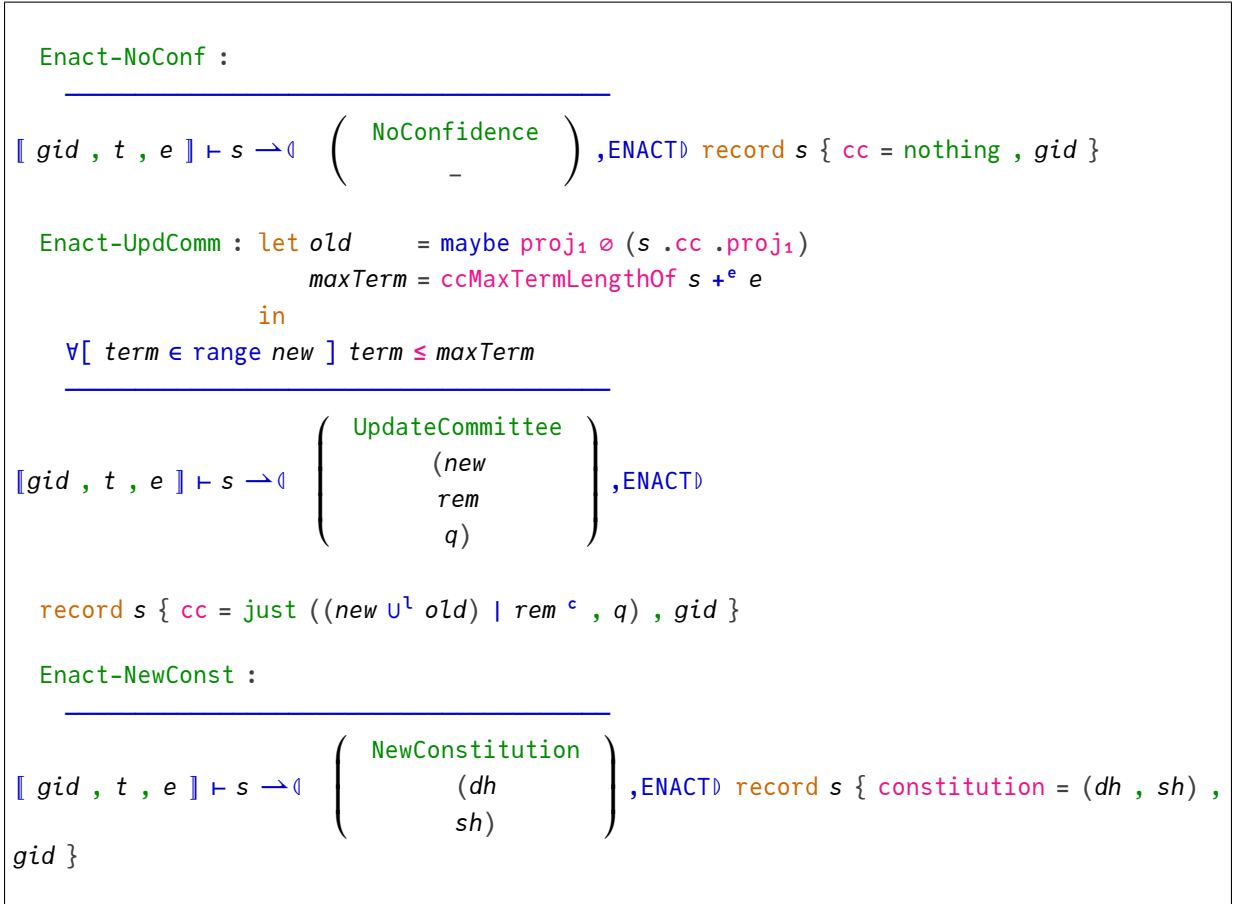 Enact-NoConf :
⟦ gid , t , e ⟧ ⊢ s ⇀⦇ ( NoConfidence
_ ) ,ENACT⦈ record s { cc = nothing , gid }
Enact-UpdComm : let old = maybe proj₁ ∅ (s .cc .proj₁)
maxTerm = ccMaxTermLengthOf s +ᵉ e
in
∀[ term ∈ range new ] term ≤ maxTerm
⟦gid , t , e ⟧ ⊢ s ⇀⦇ ( UpdateCommittee
(new
rem
q) ) ,ENACT⦈
record s { cc = just ((new ∪ˡ old) ∣ rem ᶜ , q) , gid }
Enact-NewConst :
⟦ gid , t , e ⟧ ⊢ s ⇀⦇ ( NewConstitution
(dh
sh) ) ,ENACT⦈ record s { constitution = (dh , sh) ,
gid }